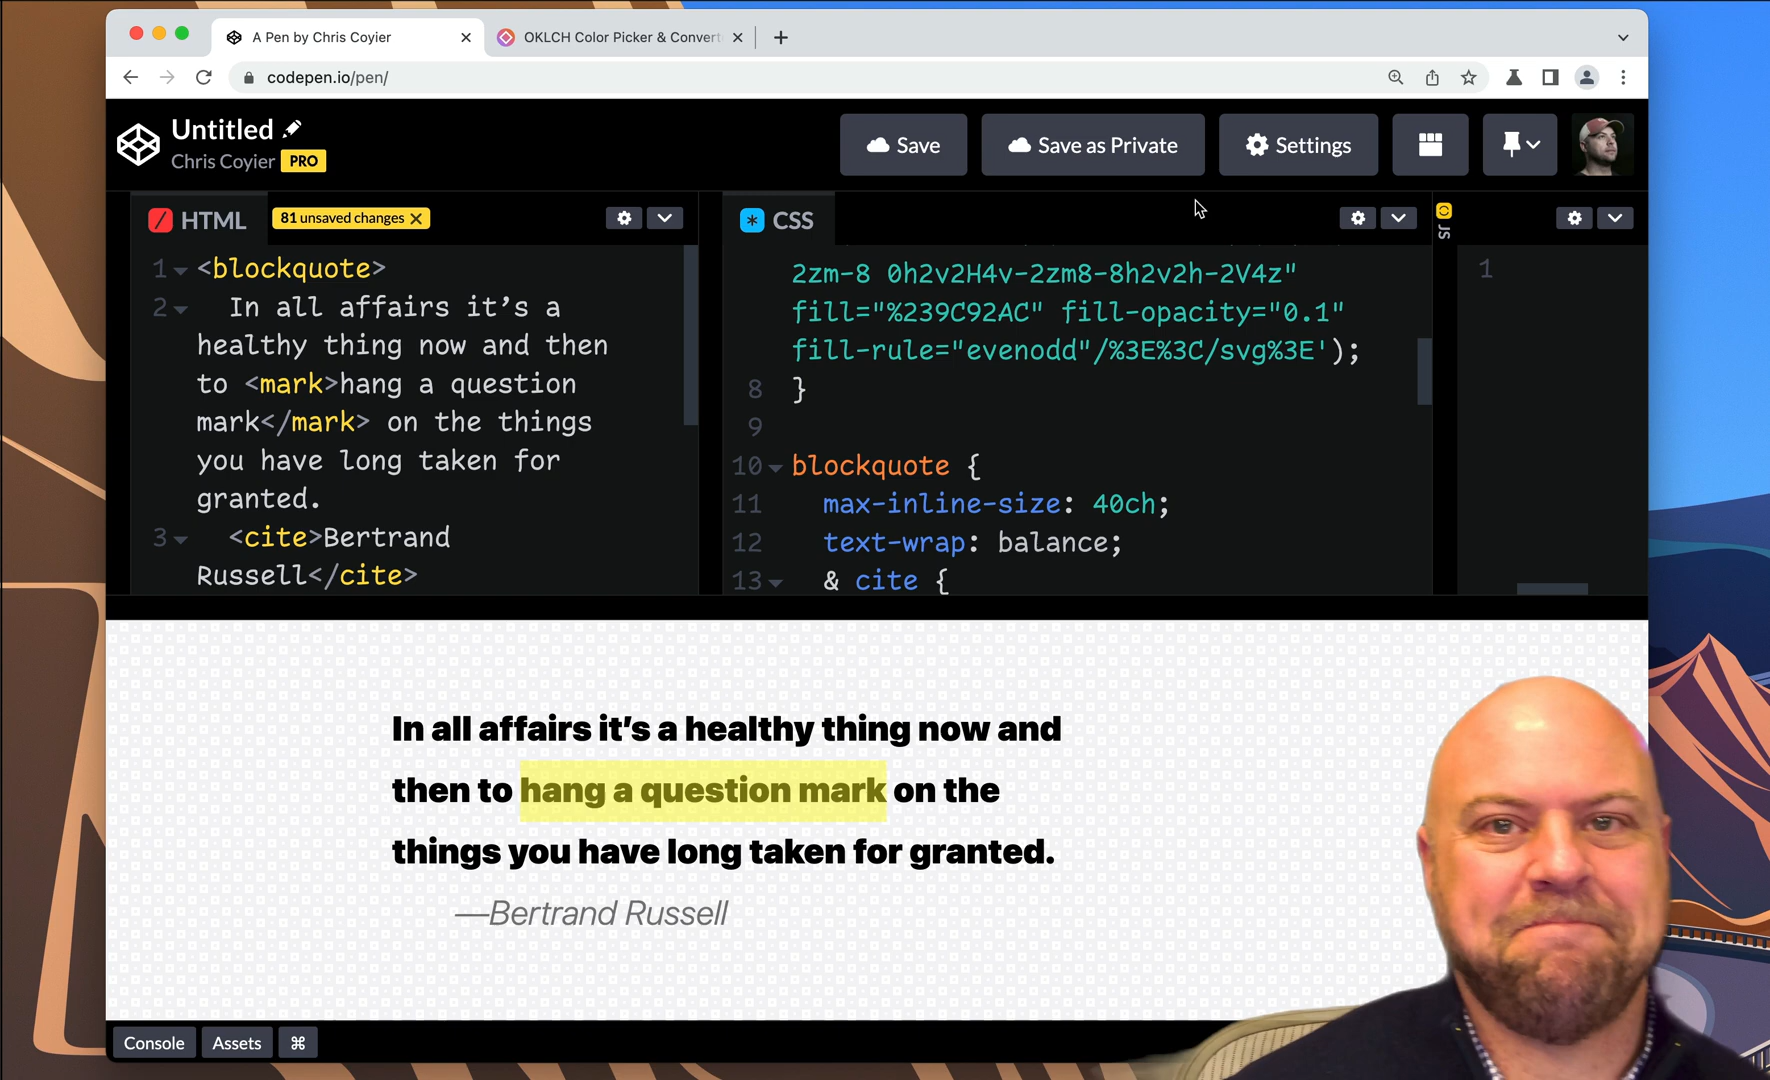 A Pen by Chris Coyier
OKLCH Color Picker & Convert
codepen.io/pen/
Untitled
Chris Coyier PRO
Save
Save as Private
Settings
HTML
81 unsaved changes
CSS
JS
1 <blockquote>
2 In all affairs it’s a
healthy thing now and then
to <mark>hang a question
mark</mark> on the things
you have long taken for
granted.
3 <cite>Bertrand
Russell</cite>
2zm-8 0h2v2H4v-2zm8-8h2v2h-2V4z"
fill="%239C92AC" fill-opacity="0.1"
fill-rule="evenodd"/%3E%3C/svg%3E');
8 }
9
10 blockquote {
11 max-inline-size: 40ch;
12 text-wrap: balance;
13 & cite {
1
In all affairs it’s a healthy thing now and
then to hang a question mark on the
things you have long taken for granted.
—Bertrand Russell
Console
Assets
⌘